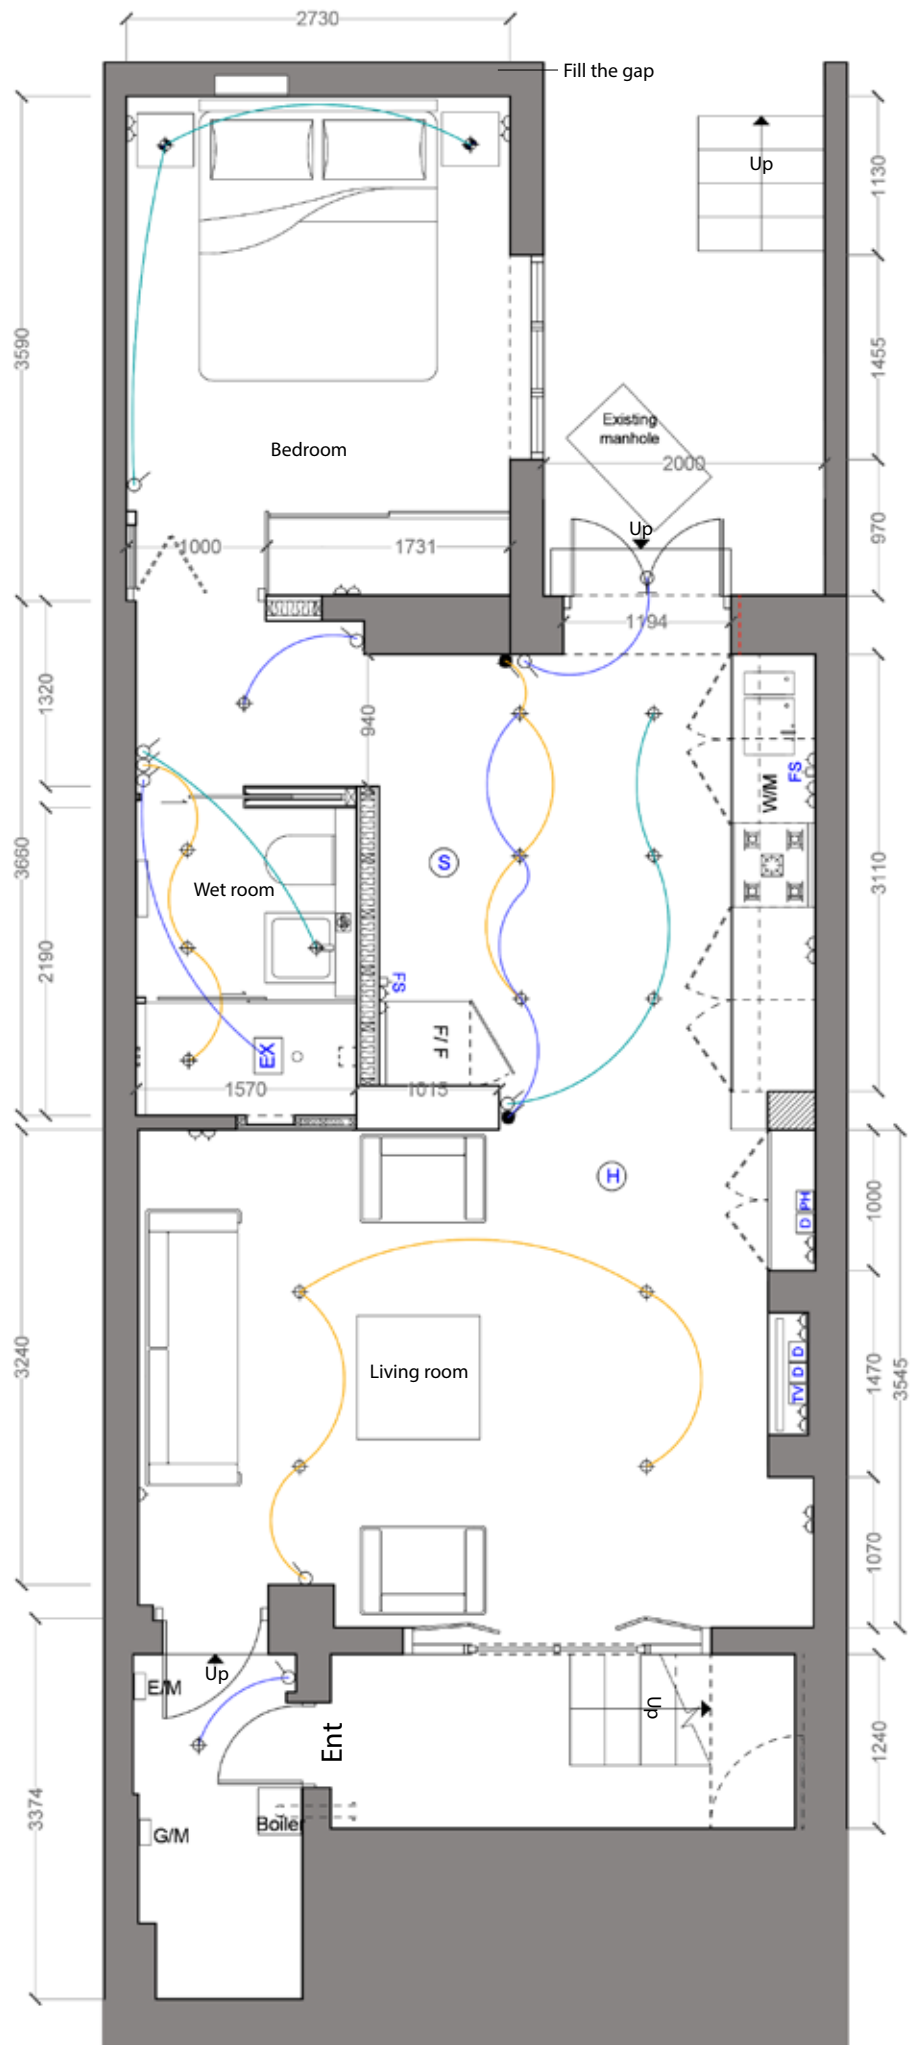 2730
Fill the gap
Up
1130
3590
1455
Existing
manhole
Bedroom
2000
970
Up
1000
1731
1194
1320
940
FS
W/M
3660
S
3110
Wet room
2190
FS
F/ F
EX
1570
1015
H
1000
PH
D
3240
Living room
1470
3545
D
D
TV
1070
Up
E/M
Up
Ent
1240
3374
Boiler
G/M